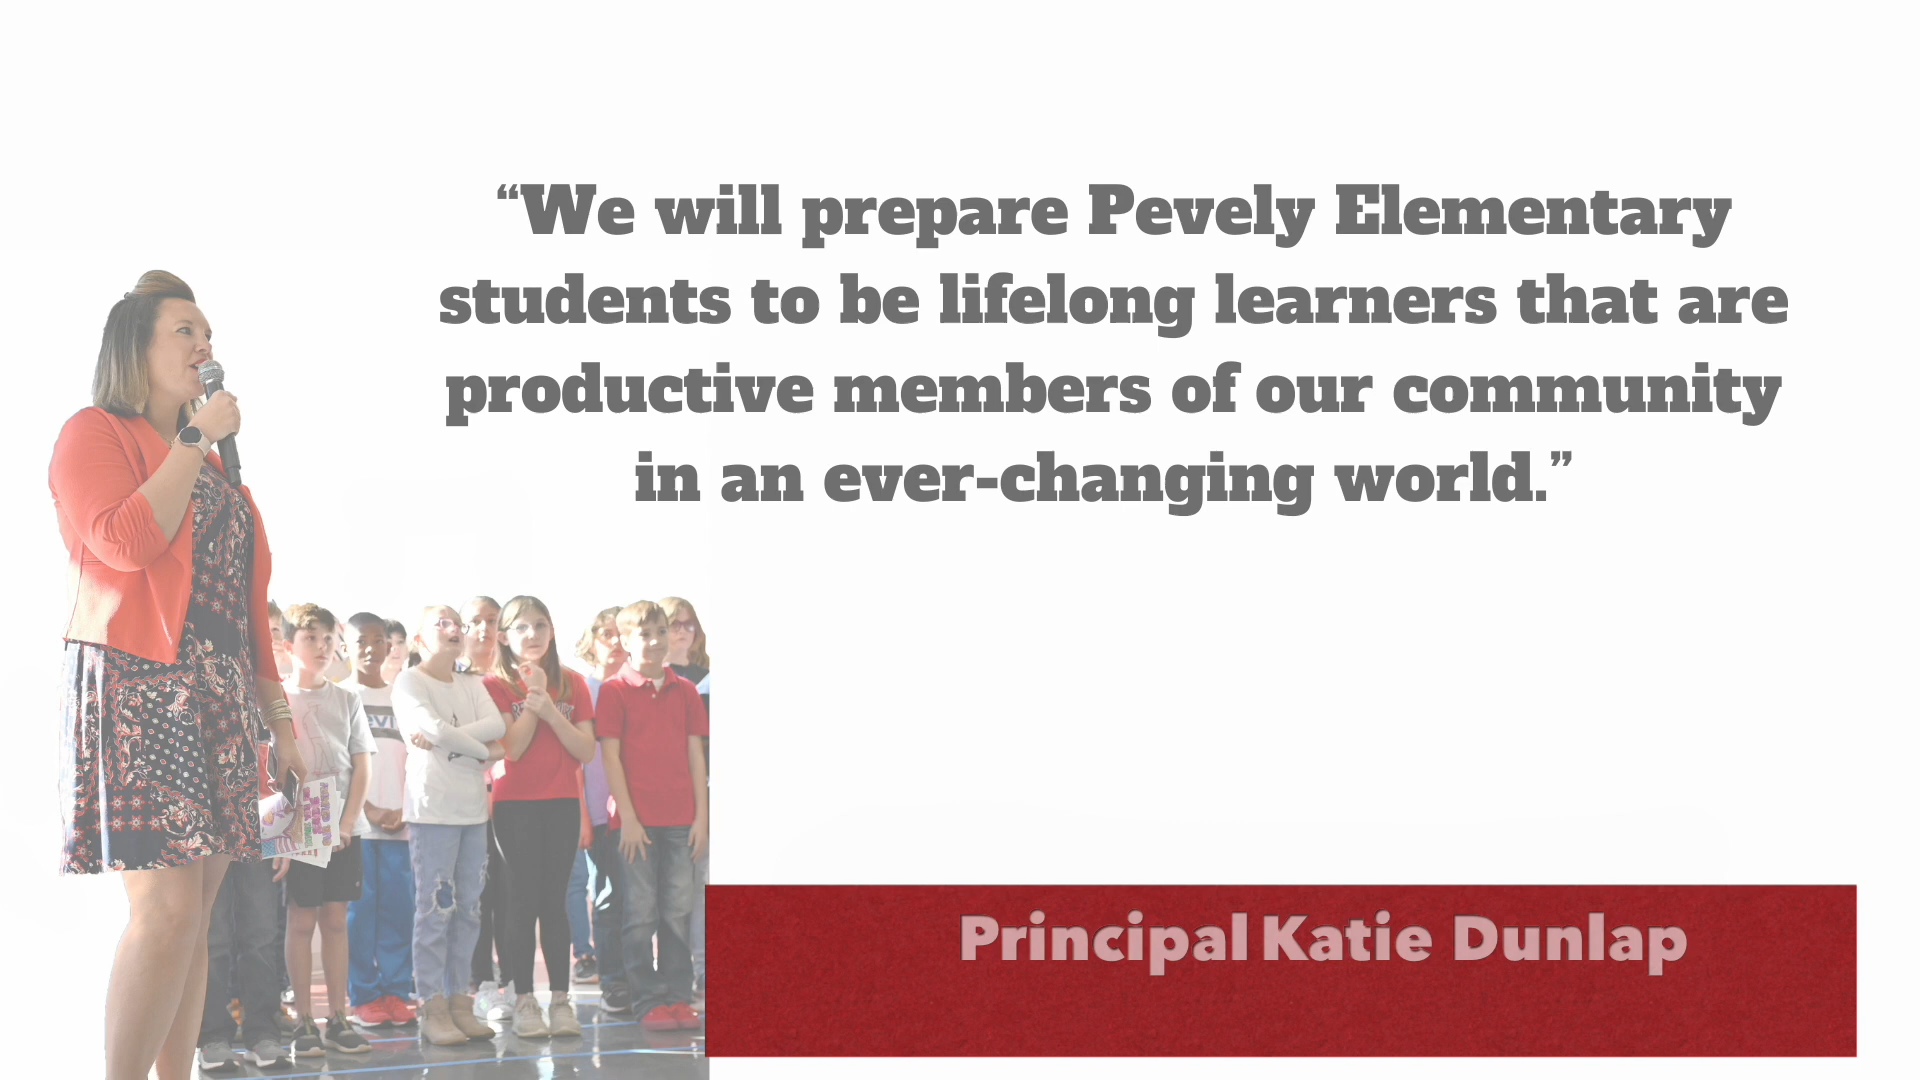 “We will prepare Pevely Elementary
students to be lifelong learners that are
productive members of our community
in an ever-changing world.”
Principal Katie Dunlap